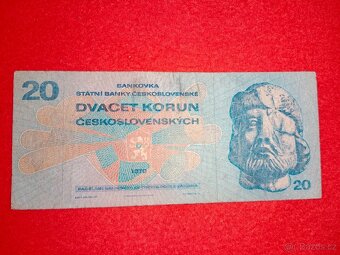 BANKOVKA
STÁTNÍ BANKY ČESKOSLOVENSKÉ
20
DVACET KORUN
ČESKOSLOVENSKÝCH
1970
20